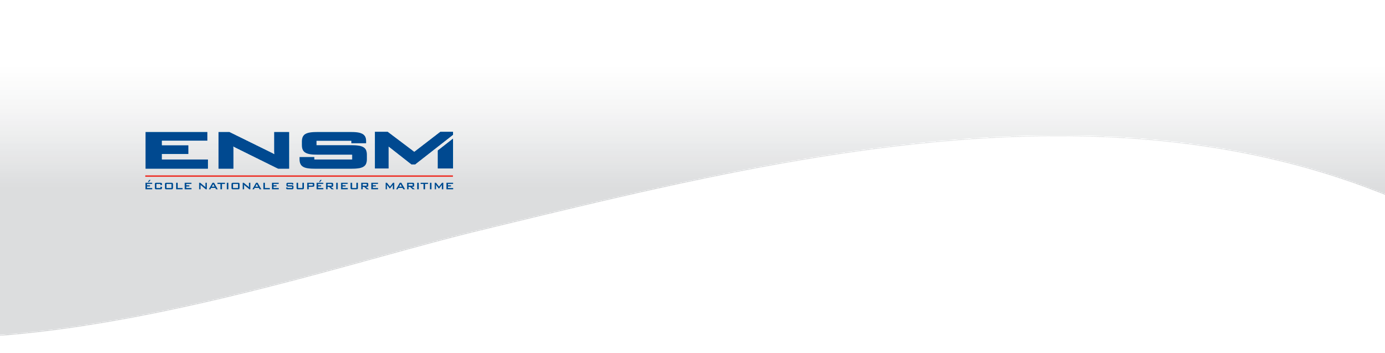 ENSM
ÉCOLE NATIONALE SUPÉRIEURE MARITIME